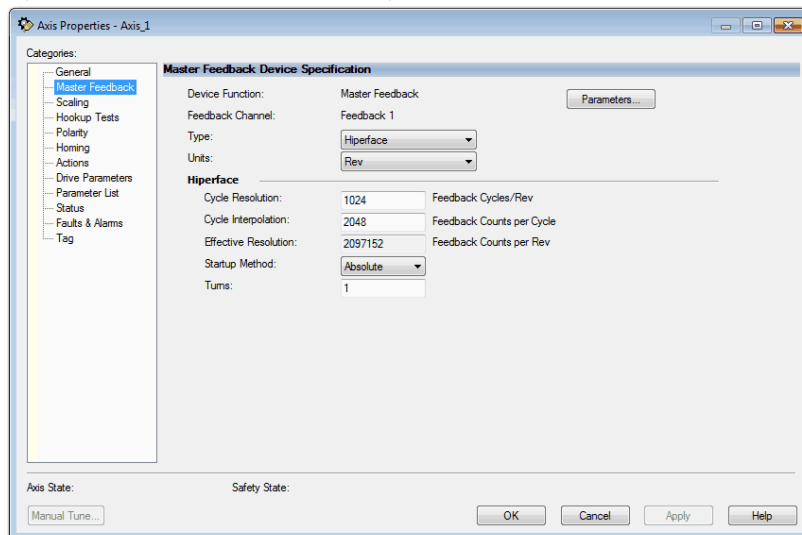 Axis Properties - Axis_1
Categories:
General
Master Feedback
Scaling
Hookup Tests
Polarity
Homing
Actions
Drive Parameters
Parameter List
Status
Faults & Alarms
Tag
Master Feedback Device Specification
Device Function: Master Feedback Parameters...
Feedback Channel: Feedback 1
Type: Hiperface
Units: Rev
Hiperface
Cycle Resolution: 1024 Feedback Cycles/Rev
Cycle Interpolation: 2048 Feedback Counts per Cycle
Effective Resolution: 2097152 Feedback Counts per Rev
Startup Method: Absolute
Turns: 1
Axis State: Safety State:
Manual Tune... OK Cancel Apply Help